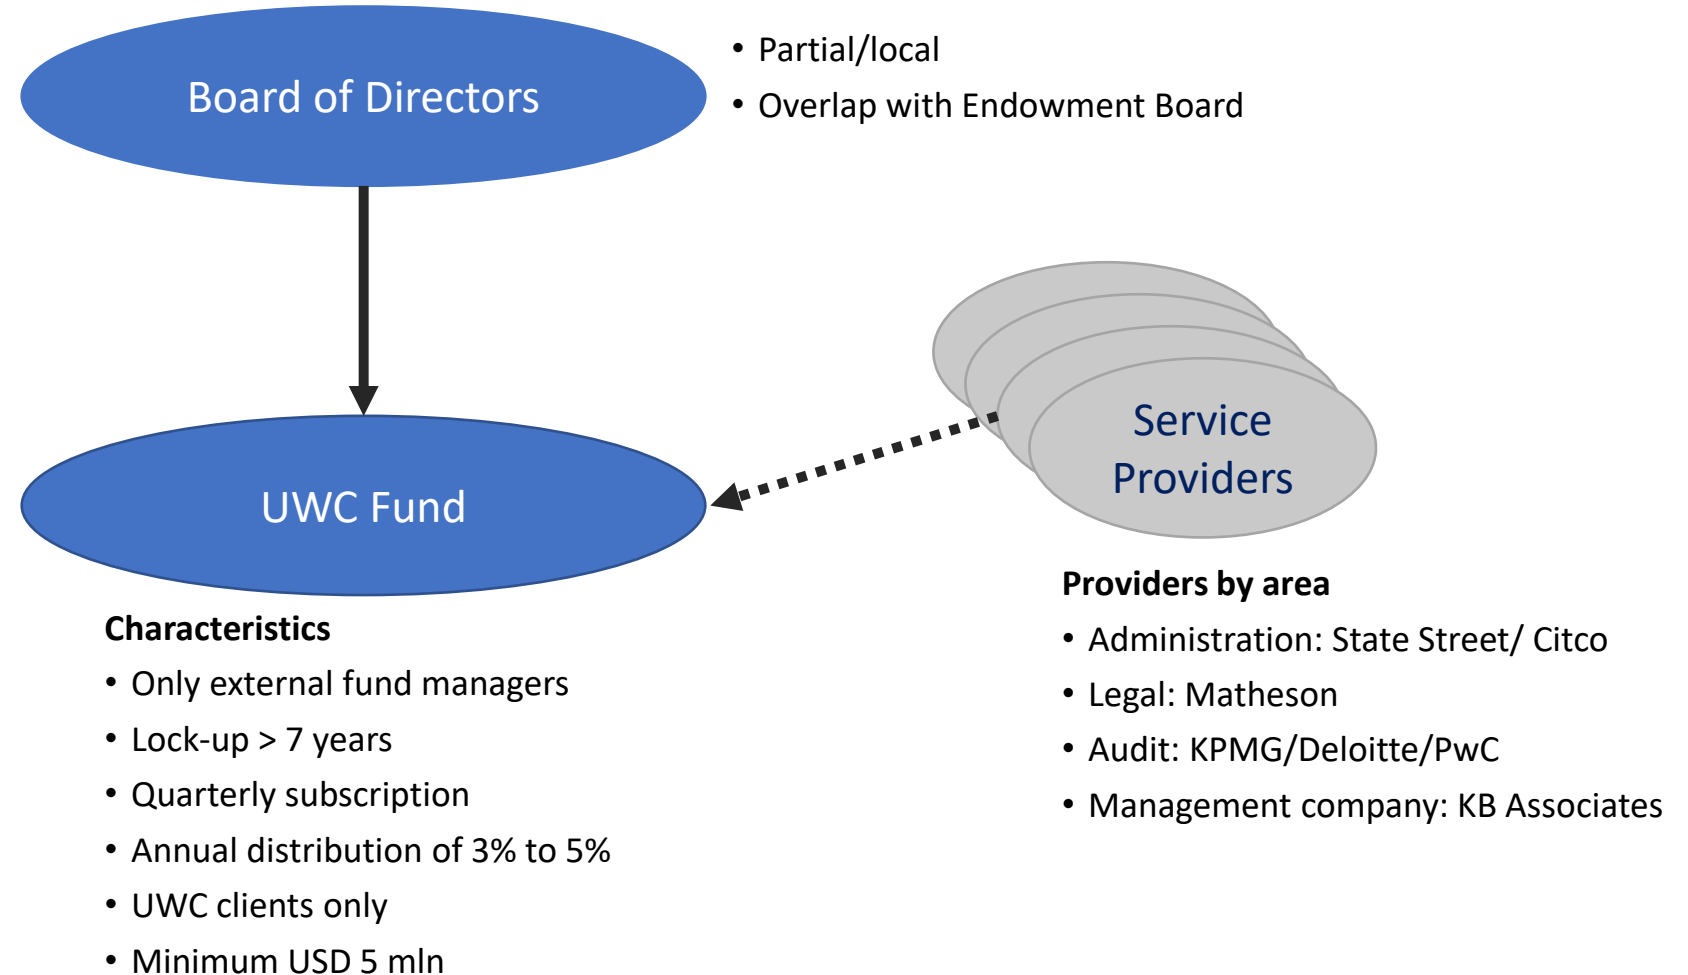 Board of Directors
• Partial/local
• Overlap with Endowment Board
Service
Providers
UWC Fund
Characteristics
• Only external fund managers
• Lock-up > 7 years
• Quarterly subscription
• Annual distribution of 3% to 5%
• UWC clients only
• Minimum USD 5 mln
Providers by area
• Administration: State Street/ Citco
• Legal: Matheson
• Audit: KPMG/Deloitte/PwC
• Management company: KB Associates